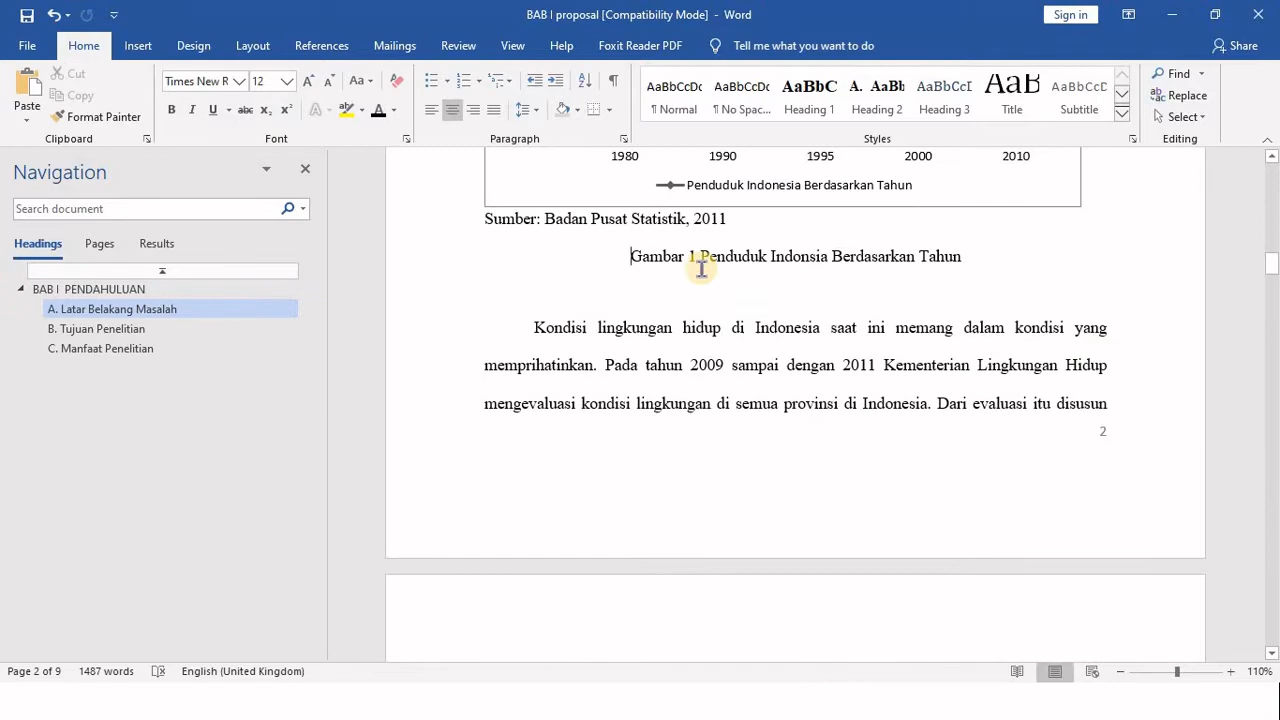 BAB I proposal [Compatibility Mode] - Word
Sign in
File Home Insert Design Layout References Mailings Review View Help Foxit Reader PDF Tell me what you want to do Share
Paste
Cut
Copy
Format Painter
Clipboard
Times New R 12
Aa
B I U abc x2 x2 A A
Font
Paragraph
AaBbCcDc AaBbCcDc AaBbC A. AaBb AaBbCcI AaB AaBbCcD
¶ Normal ¶ No Spac... Heading 1 Heading 2 Heading 3 Title Subtitle
Styles
Find
Replace
Select
Editing
Navigation
Search document
Headings Pages Results
BAB I PENDAHULUAN
A. Latar Belakang Masalah
B. Tujuan Penelitian
C. Manfaat Penelitian
1980 1990 1995 2000 2010
Penduduk Indonesia Berdasarkan Tahun
Sumber: Badan Pusat Statistik, 2011
Gambar 1 Penduduk Indonsia Berdasarkan Tahun
Kondisi lingkungan hidup di Indonesia saat ini memang dalam kondisi yang
memprihatinkan. Pada tahun 2009 sampai dengan 2011 Kementerian Lingkungan Hidup
mengevaluasi kondisi lingkungan di semua provinsi di Indonesia. Dari evaluasi itu disusun
2
Page 2 of 9 1487 words English (United Kingdom) 110%